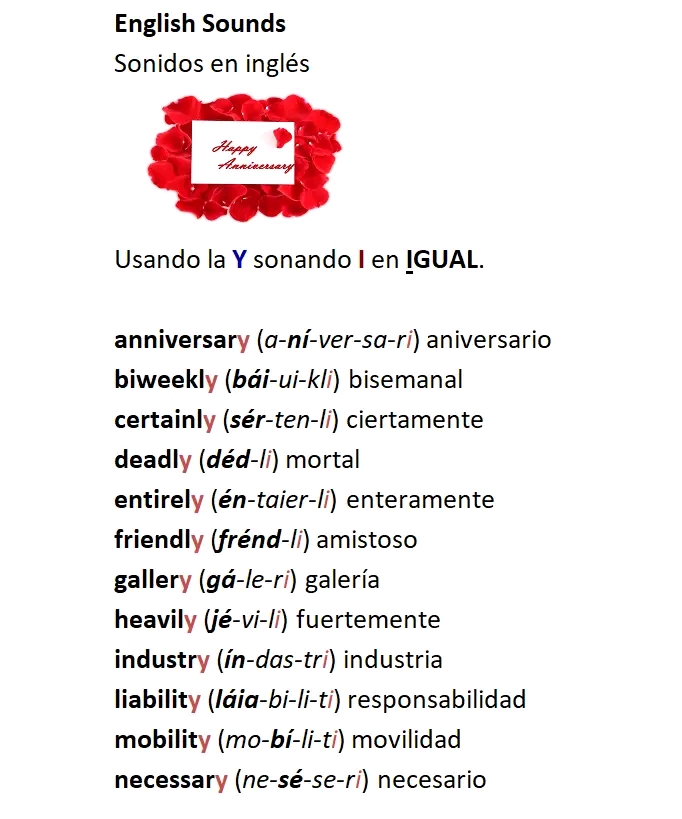 English Sounds
Sonidos en inglés
Happy
Anniversary
Usando la Y sonando I en IGUAL.
anniversary (a-ní-ver-sa-ri) aniversario
biweekly (bái-ui-kli) bisemanal
certainly (sér-ten-li) ciertamente
deadly (déd-li) mortal
entirely (én-taier-li) enteramente
friendly (frénd-li) amistoso
gallery (gá-le-ri) galería
heavily (jé-vi-li) fuertemente
industry (ín-das-tri) industria
liability (láia-bi-li-ti) responsabilidad
mobility (mo-bí-li-ti) movilidad
necessary (ne-sé-se-ri) necesario